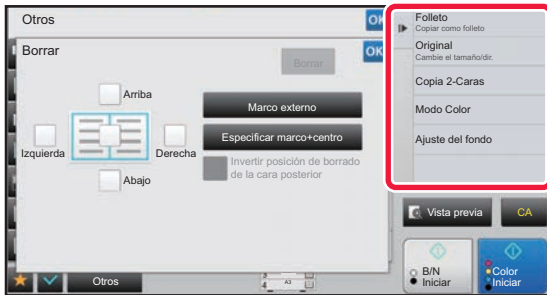 Otros
OK
Borrar
OK
Borrar
Arriba
Izquierda
Derecha
Abajo
Marco externo
Especificar marco+centro
Invertir posición de borrado
de la cara posterior
Folleto
Copiar como folleto
Original
Cambie el tamaño/dir.
Copia 2-Caras
Modo Color
Ajuste del fondo
Vista previa
CA
B/N
Iniciar
Color
Iniciar
Otros
4
A3